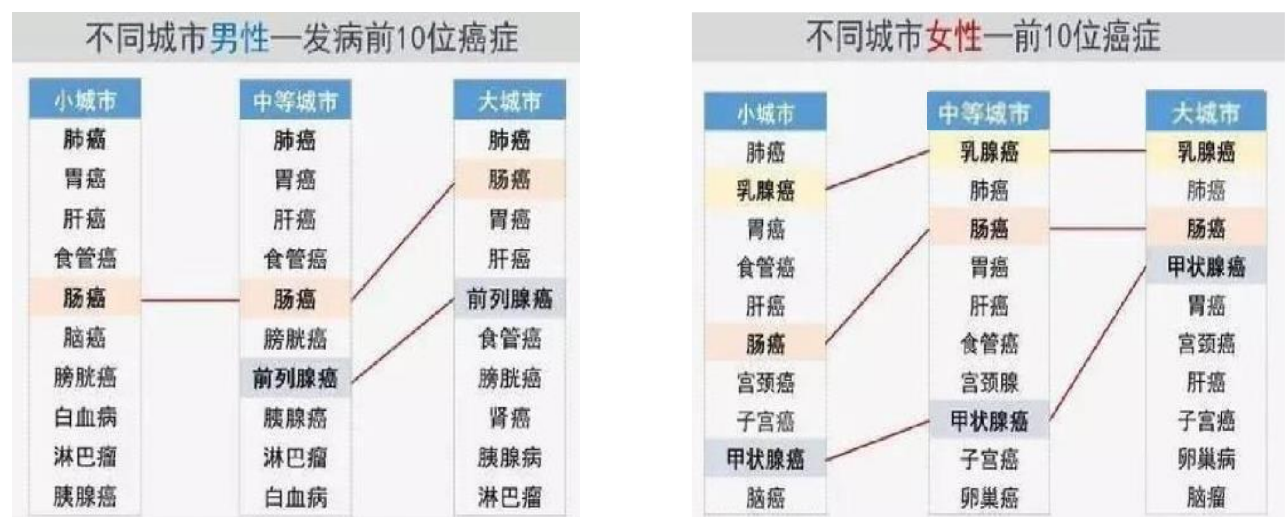 不同城市男性—发病前10位癌症
小城市 中等城市 大城市
肺癌 肺癌 肺癌
胃癌 胃癌 肠癌
肝癌 肝癌 胃癌
食管癌 食管癌 肝癌
肠癌 肠癌 前列腺癌
脑癌 膀胱癌 食管癌
膀胱癌 前列腺癌 膀胱癌
白血病 胰腺癌 肾癌
淋巴瘤 淋巴瘤 胰腺病
胰腺癌 白血病 淋巴瘤
不同城市女性—前10位癌症
小城市 中等城市 大城市
肺癌 乳腺癌 乳腺癌
乳腺癌 肺癌 肺癌
胃癌 肠癌 肠癌
食管癌 胃癌 甲状腺癌
肝癌 肝癌 胃癌
肠癌 食管癌 宫颈癌
宫颈癌 宫颈腺 肝癌
子宫癌 甲状腺癌 子宫癌
甲状腺癌 子宫癌 卵巢病
脑癌 卵巢癌 脑瘤